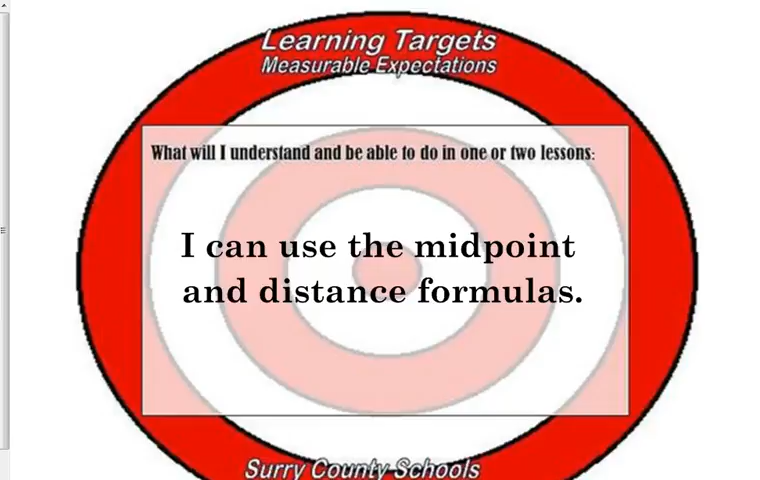 Learning Targets
Measurable Expectations
What will I understand and be able to do in one or two lessons:
I can use the midpoint
and distance formulas.
Surry County Schools